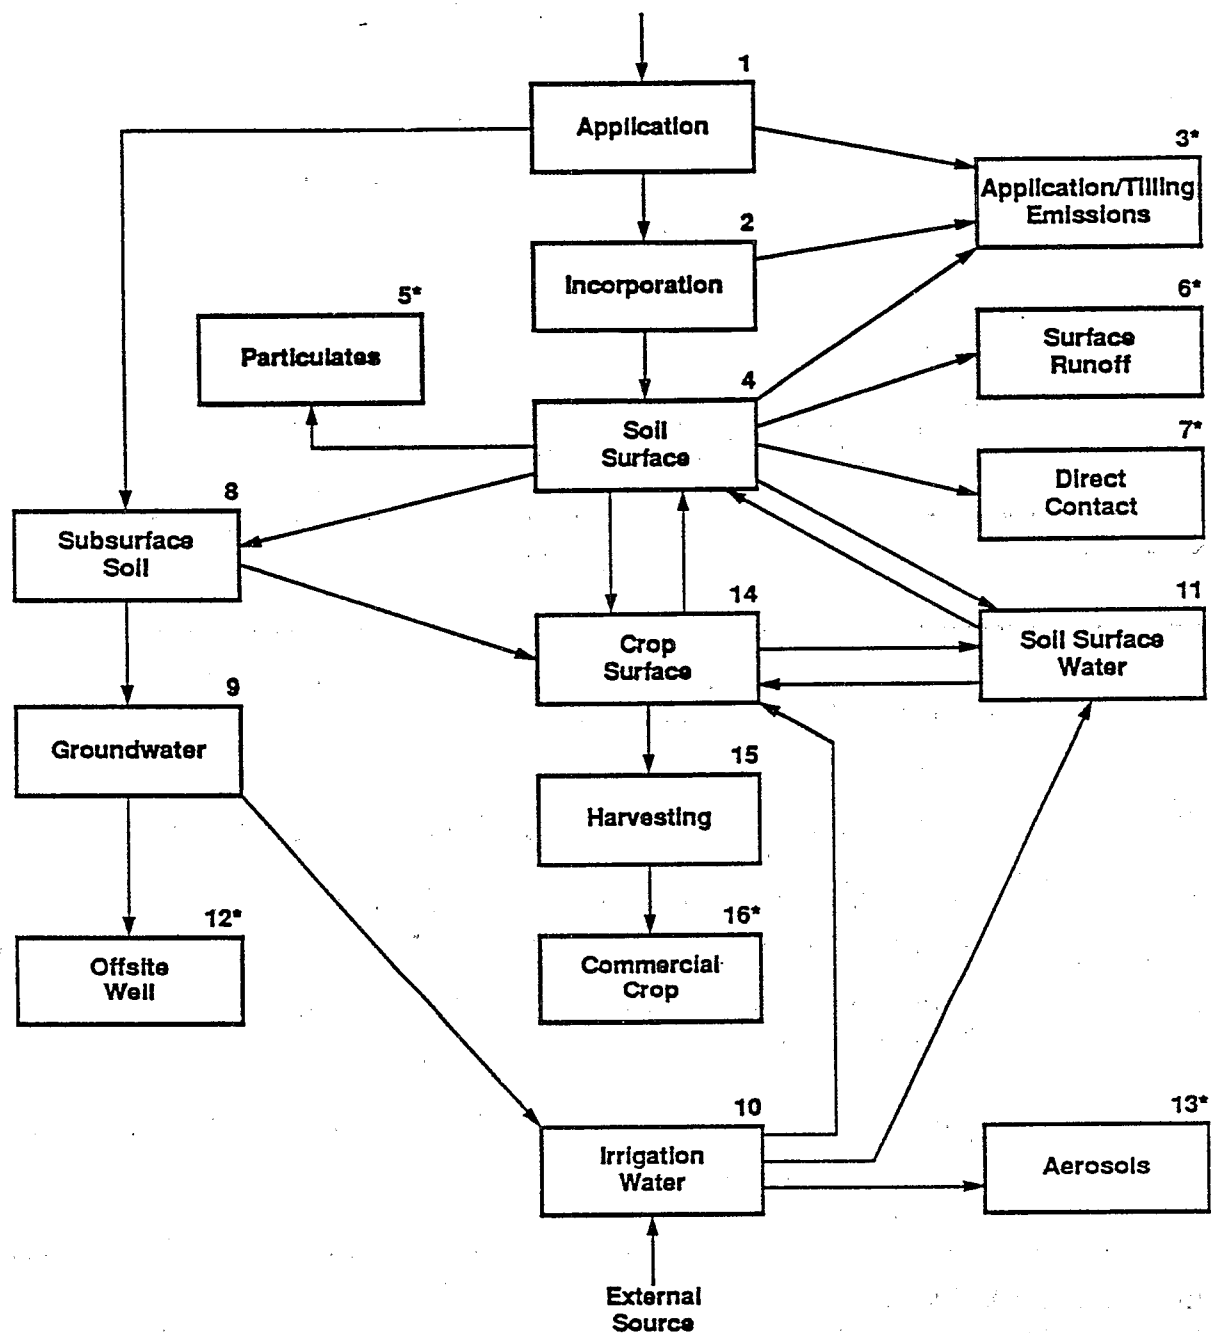 1
Application
3*
Application/Tilling
Emissions
2
Incorporation
5*
Particulates
6*
Surface
Runoff
4
Soil
Surface
7*
Direct
Contact
8
Subsurface
Soil
14
Crop
Surface
11
Soil Surface
Water
9
Groundwater
15
Harvesting
12*
Offsite
Well
16*
Commercial
Crop
10
Irrigation
Water
13*
Aerosols
External
Source